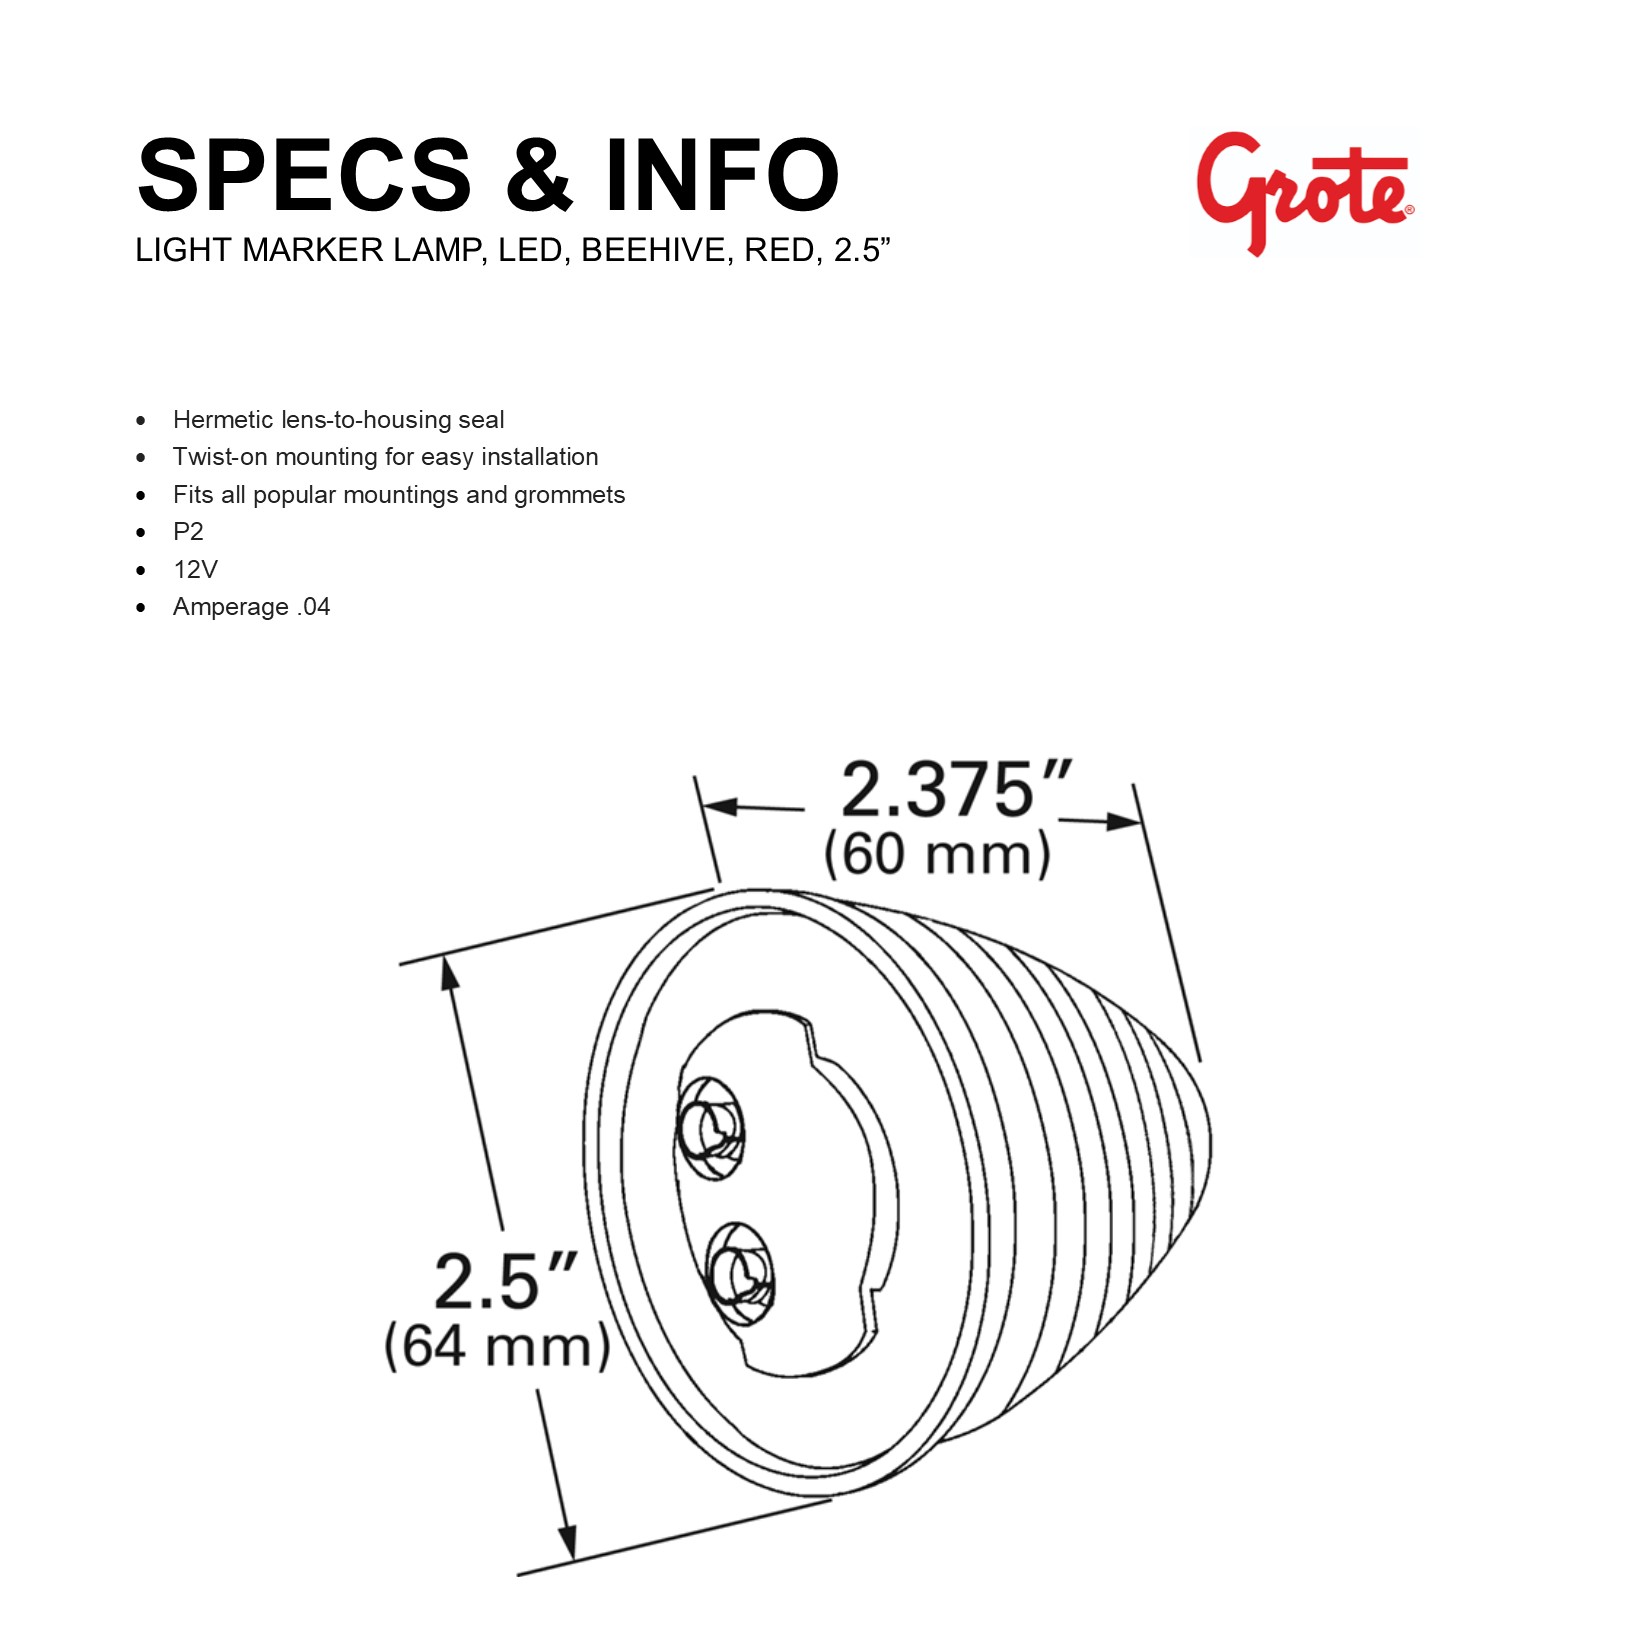 SPECS & INFO
Grote®
LIGHT MARKER LAMP, LED, BEEHIVE, RED, 2.5”
• Hermetic lens-to-housing seal
• Twist-on mounting for easy installation
• Fits all popular mountings and grommets
• P2
• 12V
• Amperage .04
2.375”
(60 mm)
2.5”
(64 mm)